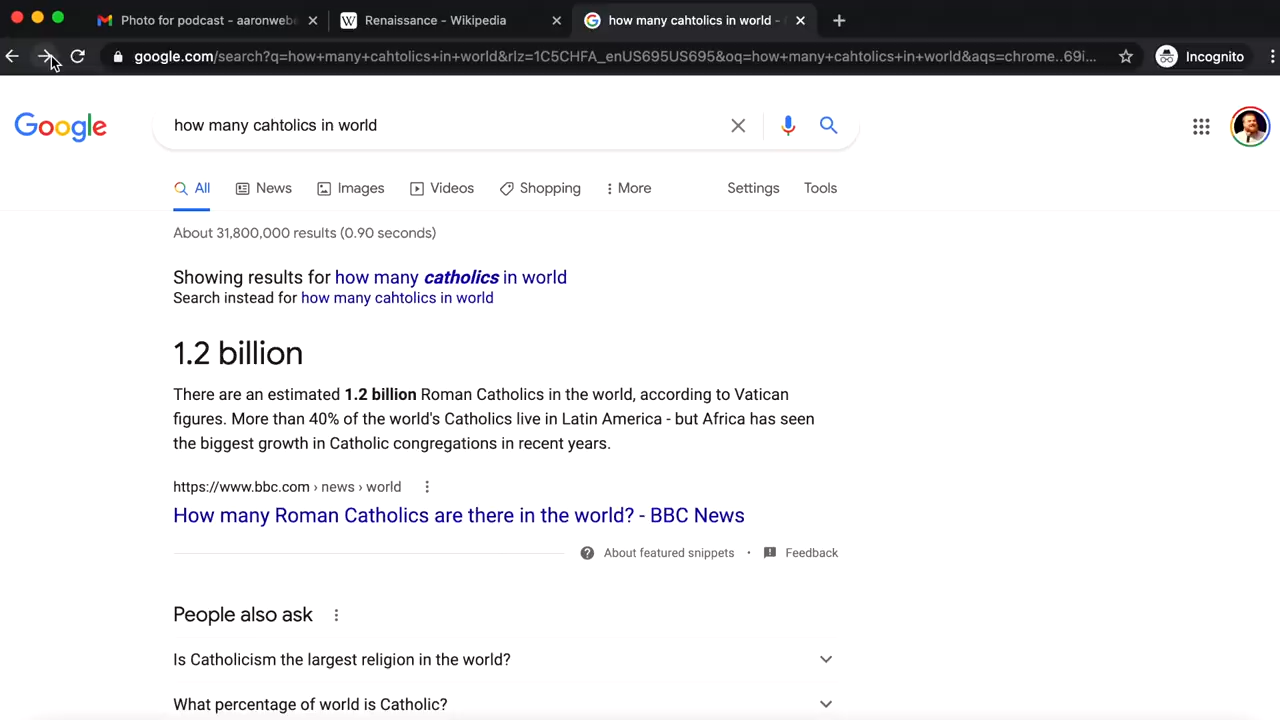 Photo for podcast - aaronwebe
Renaissance - Wikipedia
how many cahtolics in world -
google.com/search?q=how+many+cahtolics+in+world&rlz=1C5CHFA_enUS695US695&oq=how+many+cahtolics+in+world&aqs=chrome..69i...
Incognito
Google
how many cahtolics in world
All
News
Images
Videos
Shopping
More
Settings
Tools
About 31,800,000 results (0.90 seconds)
Showing results for how many catholics in world
Search instead for how many cahtolics in world
1.2 billion
There are an estimated 1.2 billion Roman Catholics in the world, according to Vatican
figures. More than 40% of the world's Catholics live in Latin America - but Africa has seen
the biggest growth in Catholic congregations in recent years.
https://www.bbc.com › news › world
How many Roman Catholics are there in the world? - BBC News
About featured snippets
•
Feedback
People also ask
Is Catholicism the largest religion in the world?
What percentage of world is Catholic?